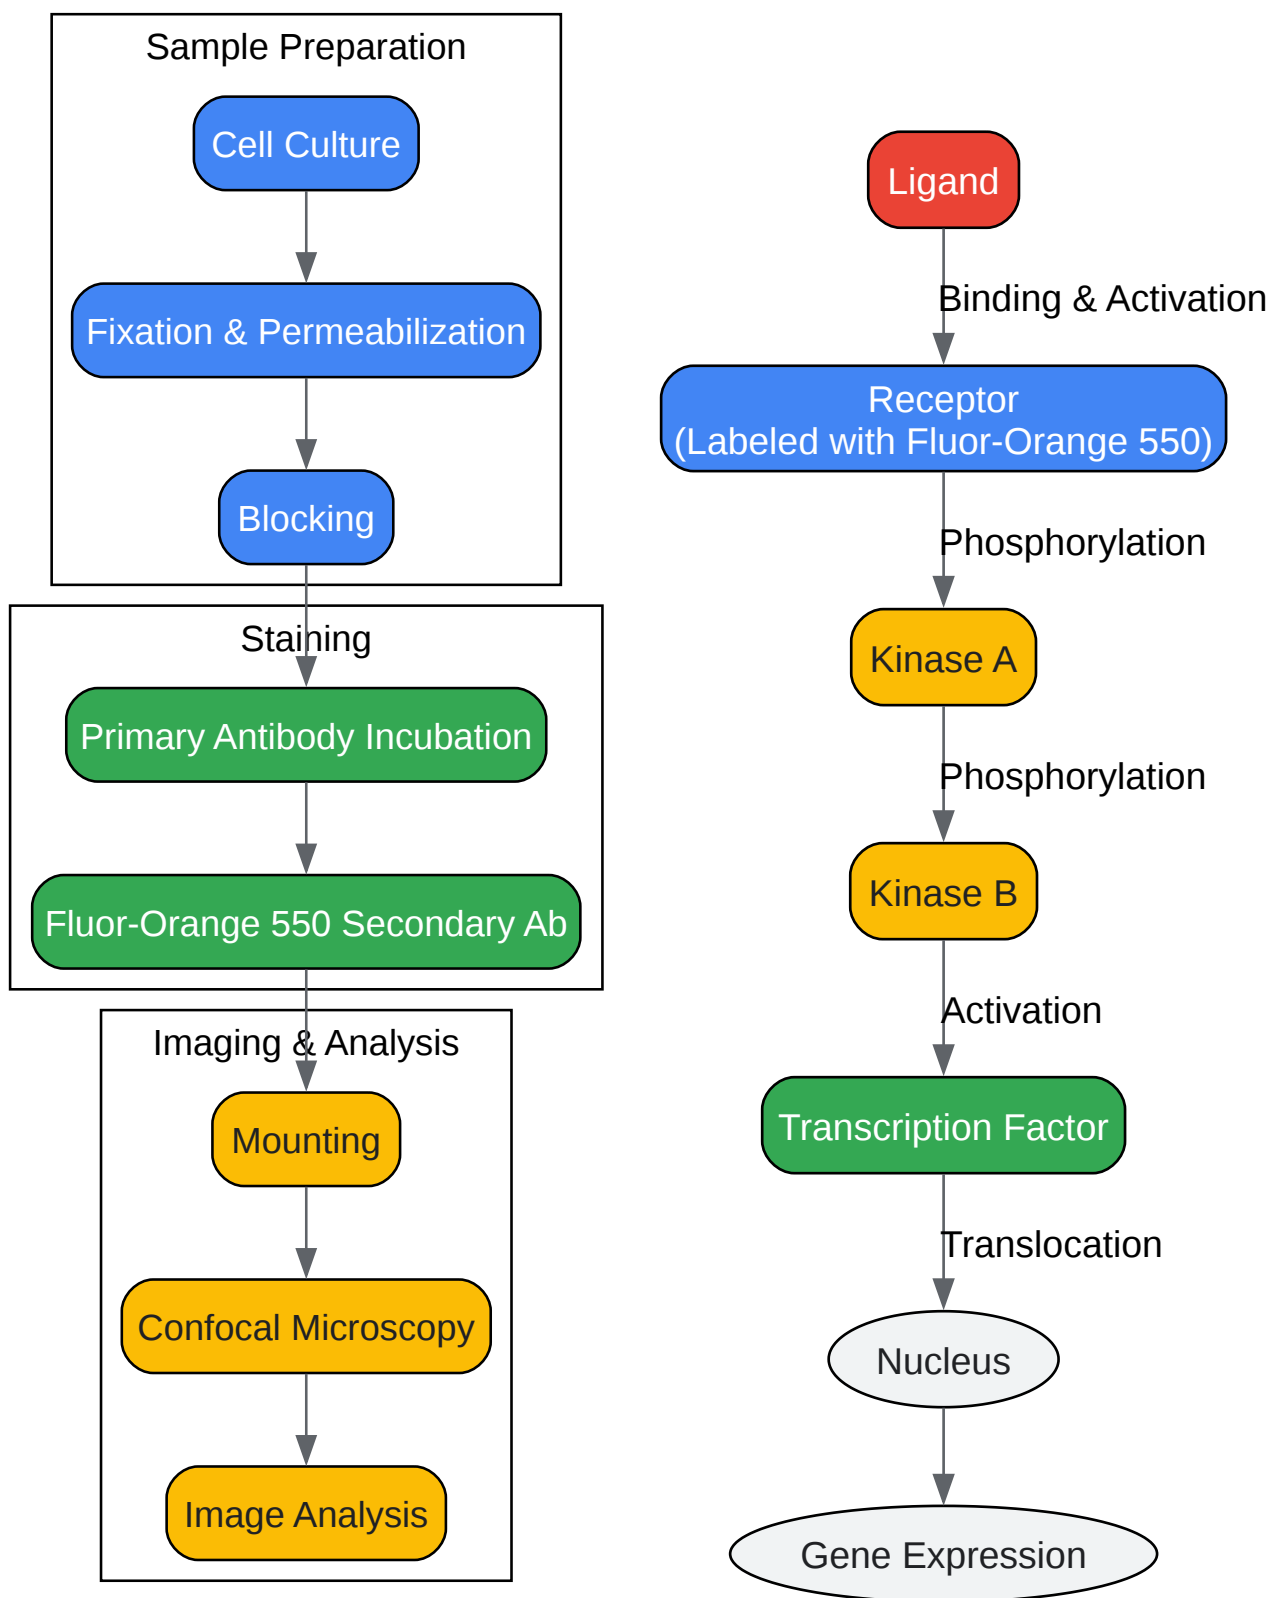 Sample Preparation
Cell Culture
Fixation & Permeabilization
Blocking
Staining
Primary Antibody Incubation
Fluor-Orange 550 Secondary Ab
Imaging & Analysis
Mounting
Confocal Microscopy
Image Analysis
Ligand
Binding & Activation
Receptor
(Labeled with Fluor-Orange 550)
Phosphorylation
Kinase A
Phosphorylation
Kinase B
Activation
Transcription Factor
Translocation
Nucleus
Gene Expression